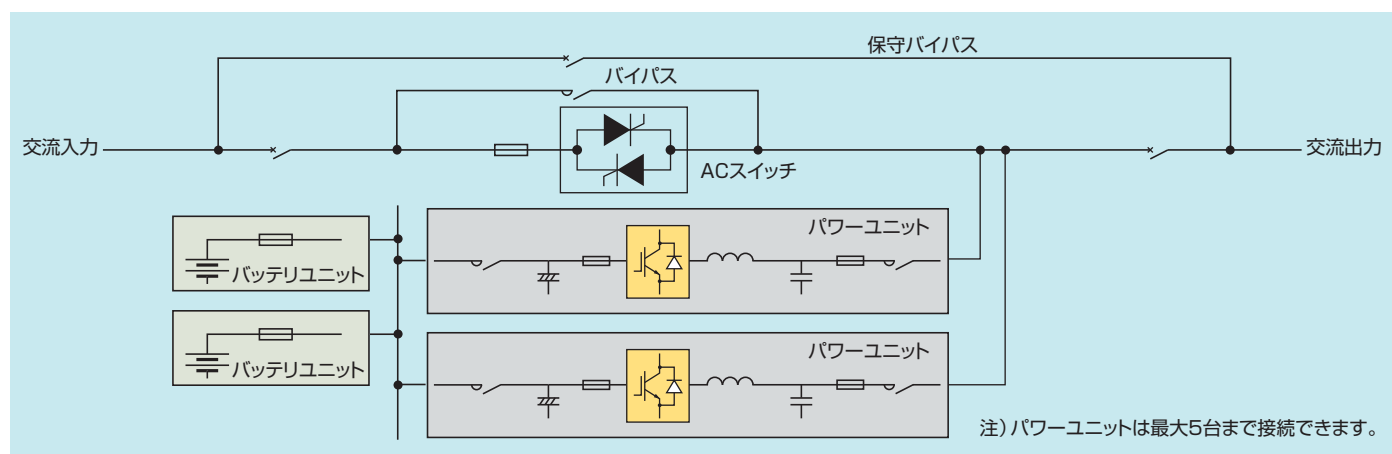 保守バイパス
バイパス
交流入力
交流出力
ACスイッチ
パワーユニット
バッテリユニット
パワーユニット
バッテリユニット
注）パワーユニットは最大5台まで接続できます。